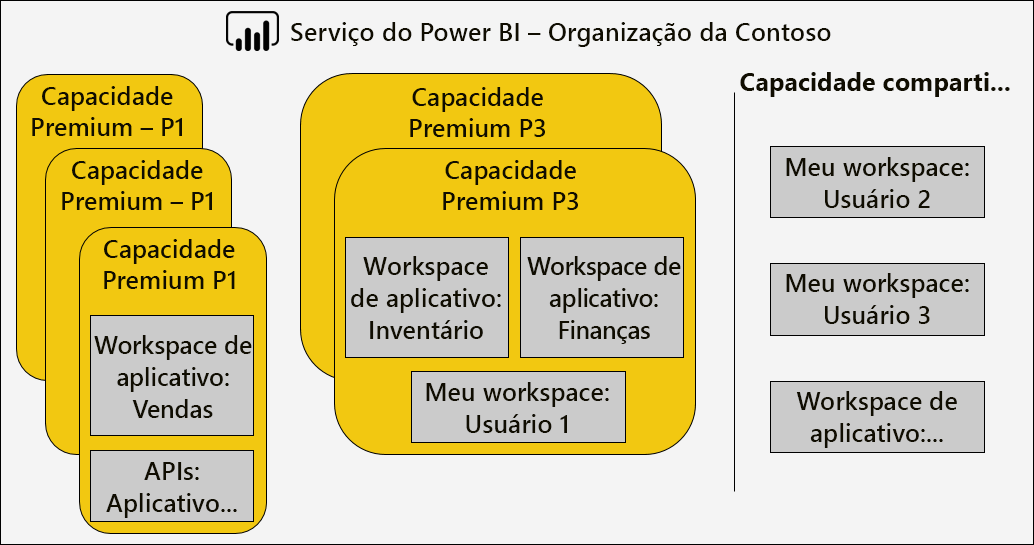 Serviço do Power BI – Organização da Contoso
Capacidade
Premium – P1
Capacidade
Premium – P1
Capacidade
Premium P1
Workspace de
aplicativo:
Vendas
APIs:
Aplicativo...
Capacidade
Premium P3
Capacidade
Premium P3
Workspace
de aplicativo:
Inventário
Workspace de
aplicativo:
Finanças
Meu workspace:
Usuário 1
Capacidade comparti...
Meu workspace:
Usuário 2
Meu workspace:
Usuário 3
Workspace de
aplicativo:...